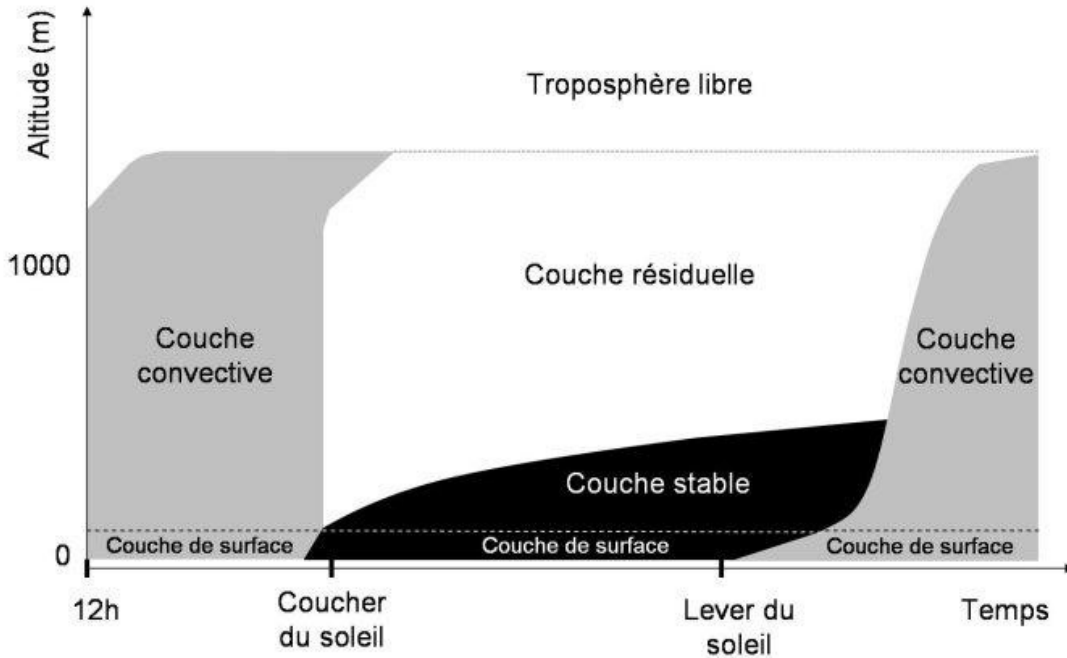 Altitude (m)
Troposphère libre
1000
Couche résiduelle
Couche
convective
Couche
convective
Couche stable
Couche de surface
Couche de surface
Couche de surface
0
12h
Coucher
du soleil
Lever du
soleil
Temps